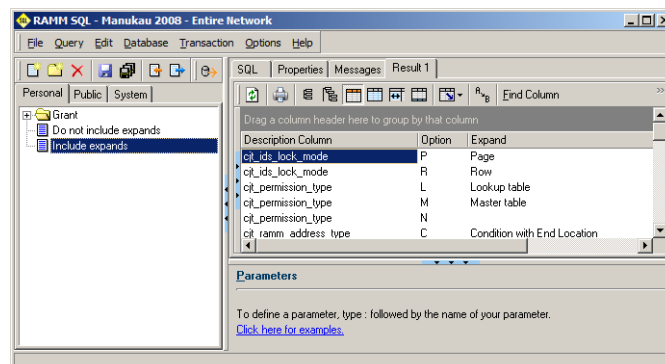 RAMM SQL - Manukau 2008 - Entire Network
File Query Edit Database Transaction Options Help
SQL Properties Messages Result 1
Personal Public System
Find Column
Grant
Do not include expands
Include expands
Drag a column header here to group by that column
Description Column Option Expand
cjt_ids_lock_mode P Page
cjt_ids_lock_mode R Row
cjt_permission_type L Lookup table
cjt_permission_type M Master table
cjt_permission_type N
cjt_ramm_address_type C Condition with End Location
Parameters
To define a parameter, type : followed by the name of your parameter.
Click here for examples.